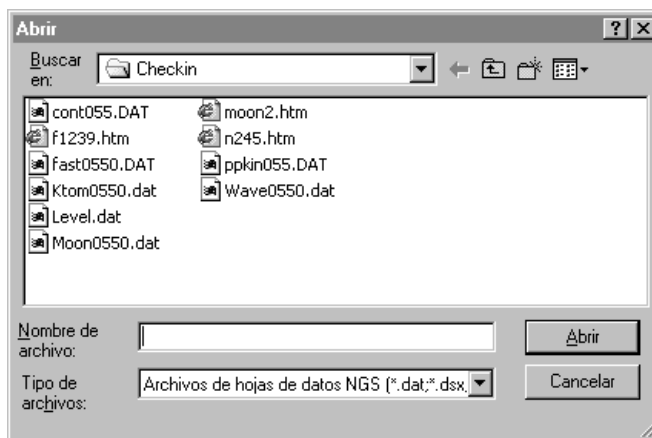 Abrir
Buscar
en:
Checkin
cont055.DAT
f1239.htm
fast0550.DAT
Ktom0550.dat
Level.dat
Moon0550.dat
moon2.htm
n245.htm
ppkin055.DAT
Wave0550.dat
Nombre de
archivo:
Abrir
Tipo de
archivos:
Archivos de hojas de datos NGS (*.dat;*.dsx,
Cancelar